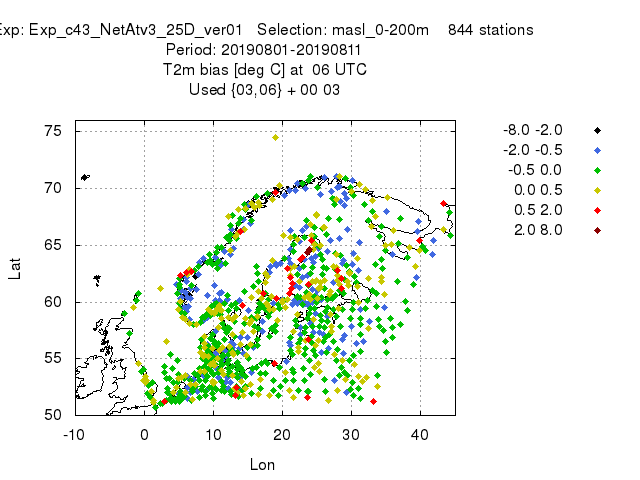 Exp: Exp_c43_NetAtv3_25D_ver01 Selection: masl_0-200m 844 stations
Period: 20190801-20190811
T2m bias [deg C] at 06 UTC
Used {03,06} + 00 03
-8.0 -2.0
-2.0 -0.5
-0.5 0.0
0.0 0.5
0.5 2.0
2.0 8.0
75
70
65
60
55
50
Lat
-10 0 10 20 30 40
Lon